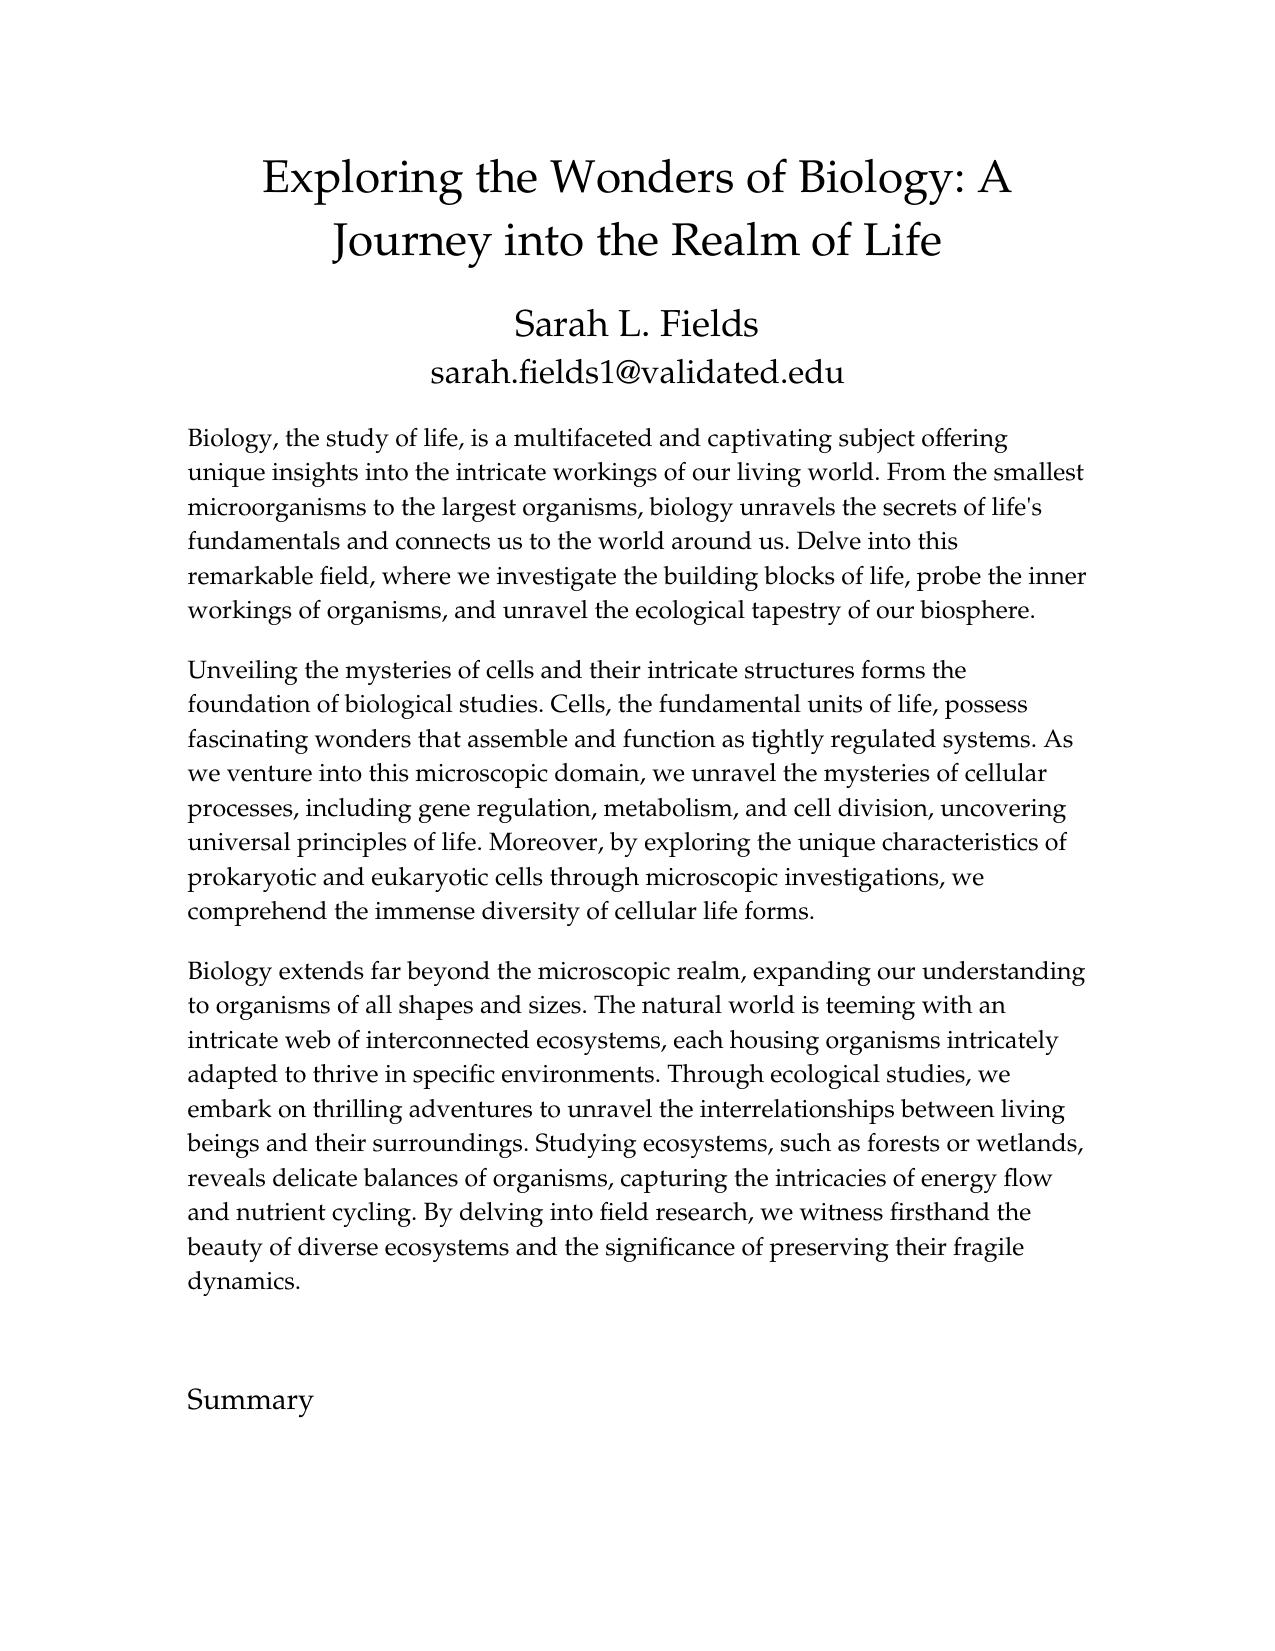 Exploring the Wonders of Biology: A
Journey into the Realm of Life
Sarah L. Fields
sarah.fields1@validated.edu
Biology, the study of life, is a multifaceted and captivating subject offering
unique insights into the intricate workings of our living world. From the smallest
microorganisms to the largest organisms, biology unravels the secrets of life's
fundamentals and connects us to the world around us. Delve into this
remarkable field, where we investigate the building blocks of life, probe the inner
workings of organisms, and unravel the ecological tapestry of our biosphere.
Unveiling the mysteries of cells and their intricate structures forms the
foundation of biological studies. Cells, the fundamental units of life, possess
fascinating wonders that assemble and function as tightly regulated systems. As
we venture into this microscopic domain, we unravel the mysteries of cellular
processes, including gene regulation, metabolism, and cell division, uncovering
universal principles of life. Moreover, by exploring the unique characteristics of
prokaryotic and eukaryotic cells through microscopic investigations, we
comprehend the immense diversity of cellular life forms.
Biology extends far beyond the microscopic realm, expanding our understanding
to organisms of all shapes and sizes. The natural world is teeming with an
intricate web of interconnected ecosystems, each housing organisms intricately
adapted to thrive in specific environments. Through ecological studies, we
embark on thrilling adventures to unravel the interrelationships between living
beings and their surroundings. Studying ecosystems, such as forests or wetlands,
reveals delicate balances of organisms, capturing the intricacies of energy flow
and nutrient cycling. By delving into field research, we witness firsthand the
beauty of diverse ecosystems and the significance of preserving their fragile
dynamics.
Summary